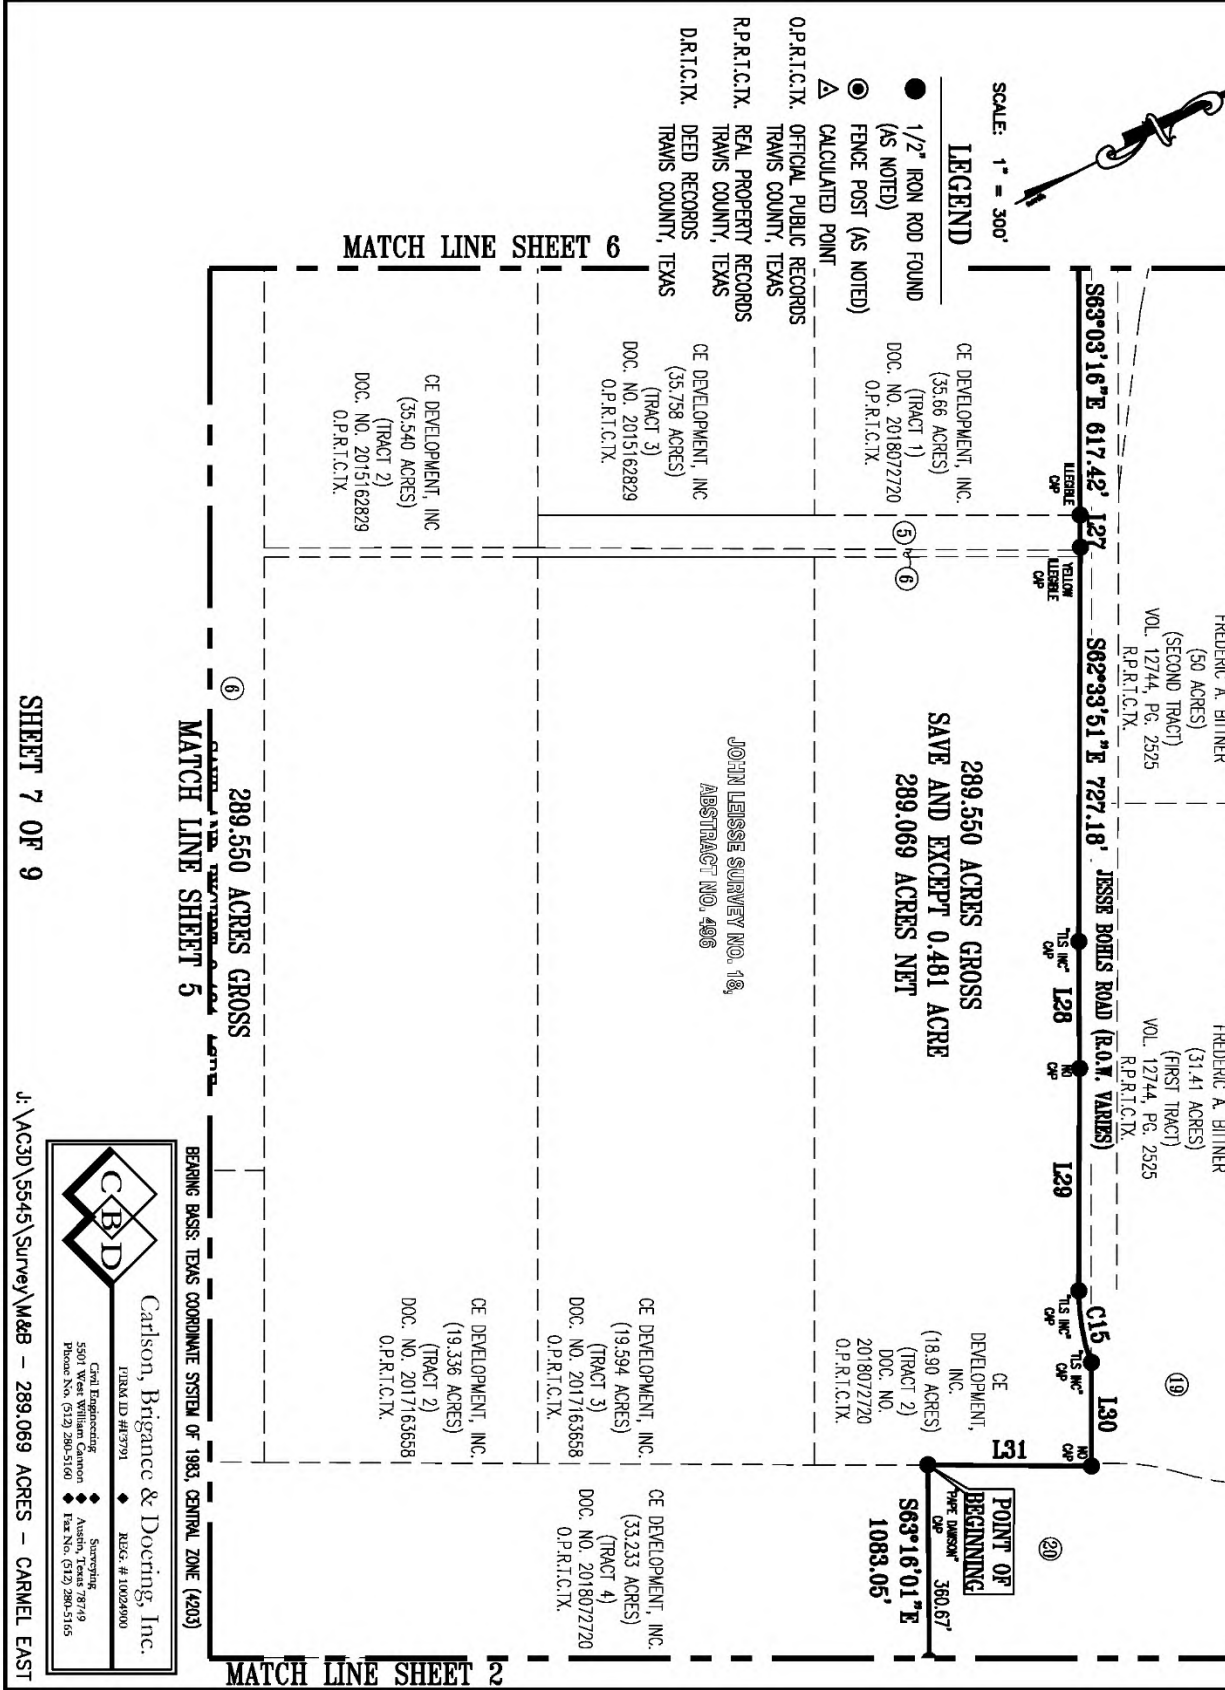 SCALE: 1" = 300'
LEGEND
1/2" IRON ROD FOUND
(AS NOTED)
FENCE POST (AS NOTED)
CALCULATED POINT
O.P.R.T.C.TX. OFFICIAL PUBLIC RECORDS
TRAVIS COUNTY, TEXAS
R.P.R.T.C.TX. REAL PROPERTY RECORDS
TRAVIS COUNTY, TEXAS
D.R.T.C.TX. DEED RECORDS
TRAVIS COUNTY, TEXAS
MATCH LINE SHEET 6
FREDERIC A. BITTNER
(50 ACRES)
(SECOND TRACT)
VOL. 12744, PG. 2525
R.P.R.T.C.TX.
FREDERIC A. BITTNER
(31.41 ACRES)
(FIRST TRACT)
VOL. 12744, PG. 2525
R.P.R.T.C.TX.
19
20
S63°03'16"E 617.42'
L27
S62°33'51"E 727.18'
JESSE BOHLS ROAD (R.O.W. VARIES)
ILLEGIBLE
CAP
YELLOW
ILLEGIBLE
CAP
"TLS INC"
CAP
L28
NO
CAP
L29
"TLS INC"
CAP
C15
"TLS INC"
CAP
L30
NO
CAP
L31
POINT OF
BEGINNING
"PAPE DAWSON"
CAP
360.67'
S63°16'01"E
1083.05'
CE DEVELOPMENT, INC.
(35.66 ACRES)
(TRACT 1)
DOC. NO. 2018072720
O.P.R.T.C.TX.
5
6
289.550 ACRES GROSS
SAVE AND EXCEPT 0.481 ACRE
289.069 ACRES NET
CE
DEVELOPMENT,
INC.
(18.90 ACRES)
(TRACT 2)
DOC. NO.
2018072720
O.P.R.T.C.TX.
CE DEVELOPMENT, INC
(35.758 ACRES)
(TRACT 3)
DOC. NO. 2015162829
O.P.R.T.C.TX.
JOHN LEISSE SURVEY NO. 18,
ABSTRACT NO. 496
CE DEVELOPMENT, INC.
(19.594 ACRES)
(TRACT 3)
DOC. NO. 2017163658
O.P.R.T.C.TX.
CE DEVELOPMENT, INC.
(33.233 ACRES)
(TRACT 4)
DOC. NO. 2018072720
O.P.R.T.C.TX.
CE DEVELOPMENT, INC
(35.540 ACRES)
(TRACT 2)
DOC. NO. 2015162829
O.P.R.T.C.TX.
CE DEVELOPMENT, INC.
(19.336 ACRES)
(TRACT 2)
DOC. NO. 2017163658
O.P.R.T.C.TX.
MATCH LINE SHEET 2
6
289.550 ACRES GROSS
MATCH LINE SHEET 5
BEARING BASIS: TEXAS COORDINATE SYSTEM OF 1983, CENTRAL ZONE (4203)
CBD
Carlson, Brigance & Doering, Inc.
FIRM ID #F3791 ◆ REG. # 10024900
Civil Engineering ◆ Surveying
5501 West William Cannon ◆ Austin, Texas 78749
Phone No. (512) 280-5160 ◆ Fax No. (512) 280-5165
SHEET 7 OF 9
J: \AC3D\5545\Survey\M&B - 289.069 ACRES - CARMEL EAST